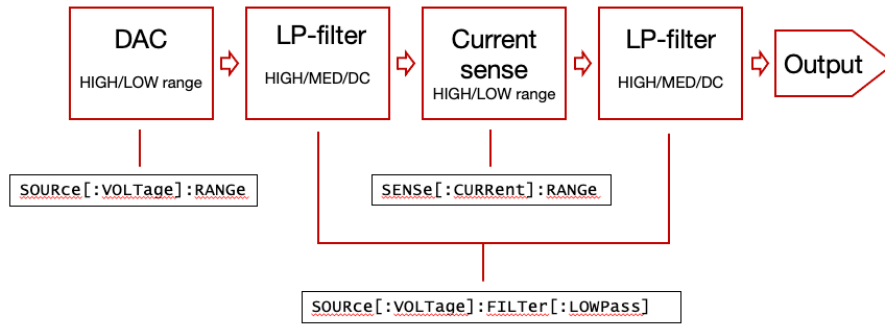 DAC
HIGH/LOW range
LP-filter
HIGH/MED/DC
Current
sense
HIGH/LOW range
LP-filter
HIGH/MED/DC
Output
SOURce[:VOLTage]:RANGe
SENSe[:CURRent]:RANGe
SOURce[:VOLTage]:FILTer[:LOWPass]